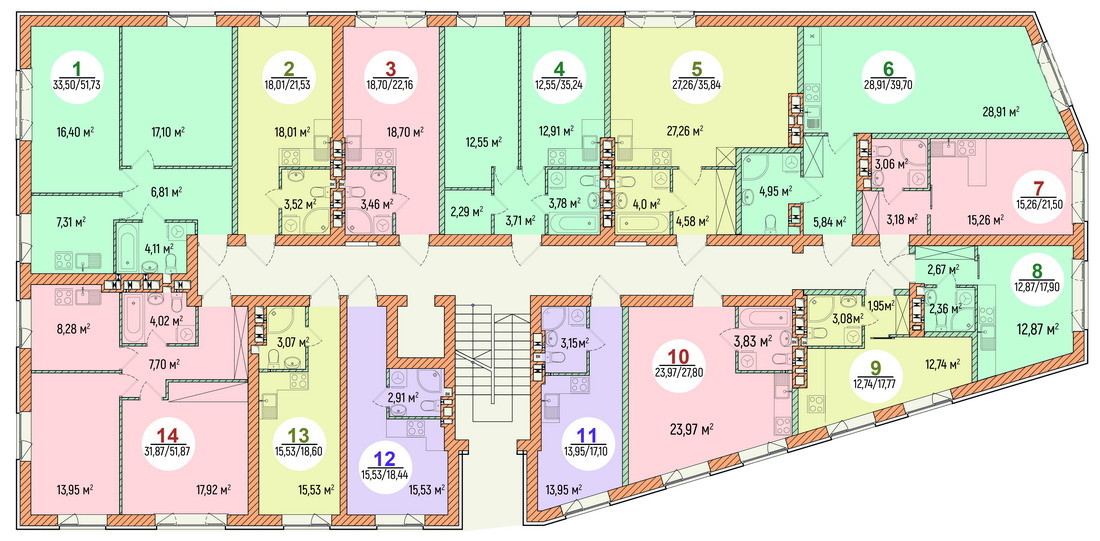 1
33,50/51,73
16,40 м²
17,10 м²
6,81 м²
7,31 м²
4,11 м²
2
18,01/21,53
18,01 м²
3,52 м²
3
18,70/22,16
18,70 м²
3,46 м²
4
12,55/35,24
12,55 м²
12,91 м²
2,29 м²
3,71 м²
3,78 м²
5
27,26/35,84
27,26 м²
4,0 м²
4,58 м²
6
28,91/39,70
28,91 м²
4,95 м²
5,84 м²
7
15,26/21,50
3,06 м²
3,18 м²
15,26 м²
8
12,87/17,90
2,67 м²
2,36 м²
12,87 м²
9
12,74/17,77
3,08 м²
1,95 м²
12,74 м²
10
23,97/27,80
3,83 м²
23,97 м²
11
13,95/17,10
3,15 м²
13,95 м²
12
15,53/18,44
2,91 м²
15,53 м²
13
15,53/18,60
3,07 м²
15,53 м²
14
31,87/51,87
8,28 м²
4,02 м²
7,70 м²
13,95 м²
17,92 м²